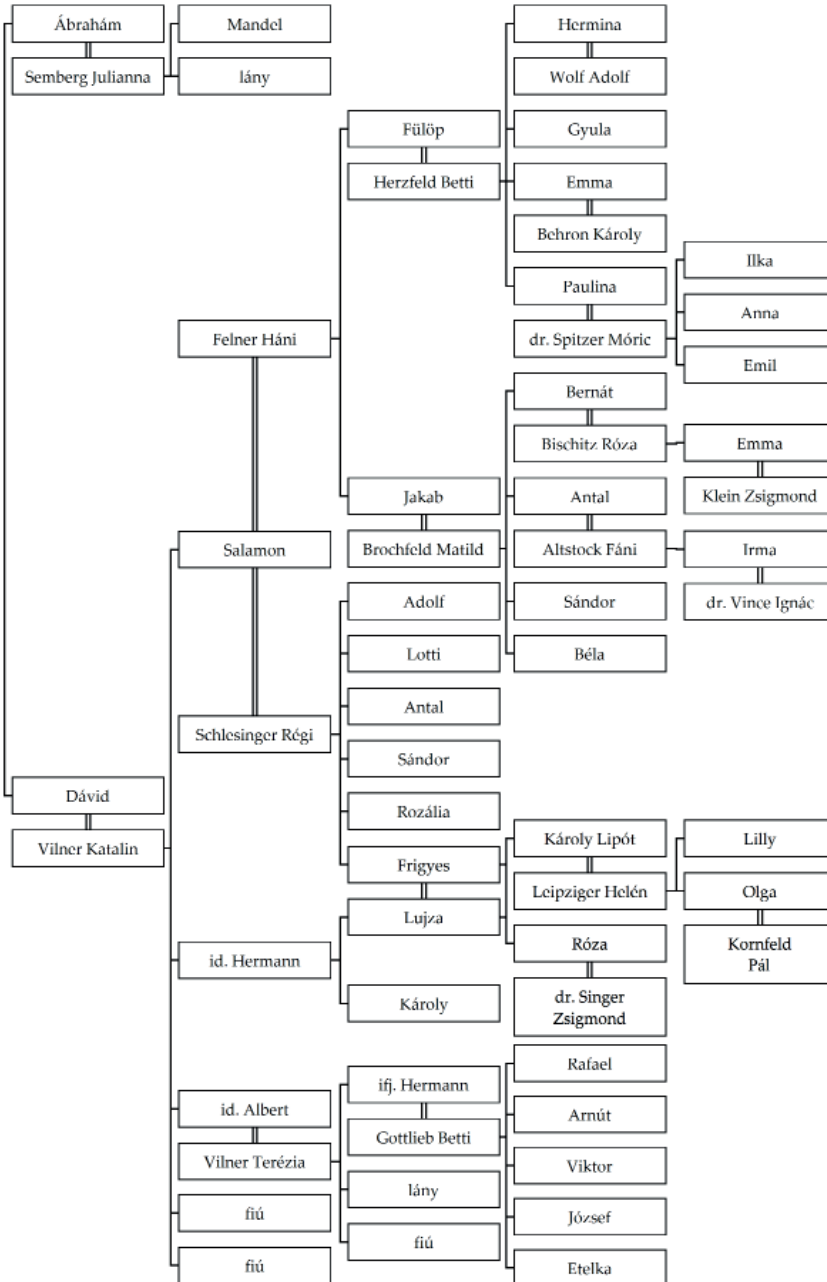 Ábrahám
Mandel
Hermina
Semberg Julianna
lány
Wolf Adolf
Fülöp
Gyula
Herzfeld Betti
Emma
Behron Károly
Ilka
Paulina
Anna
Felner Háni
dr. Spitzer Móric
Emil
Bernát
Bischitz Róza
Emma
Jakab
Antal
Klein Zsigmond
Salamon
Brochfeld Matild
Altstock Fáni
Irma
Adolf
Sándor
dr. Vince Ignác
Lotti
Béla
Antal
Schlesinger Régi
Sándor
Dávid
Rozália
Vilner Katalin
Károly Lipót
Lilly
Frigyes
Leipziger Helén
Olga
Lujza
id. Hermann
Róza
Kornfeld
Pál
Károly
dr. Singer
Zsigmond
Rafael
ifj. Hermann
id. Albert
Arnút
Gottlieb Betti
Vilner Terézia
Viktor
lány
fiú
József
fiú
fiú
Etelka